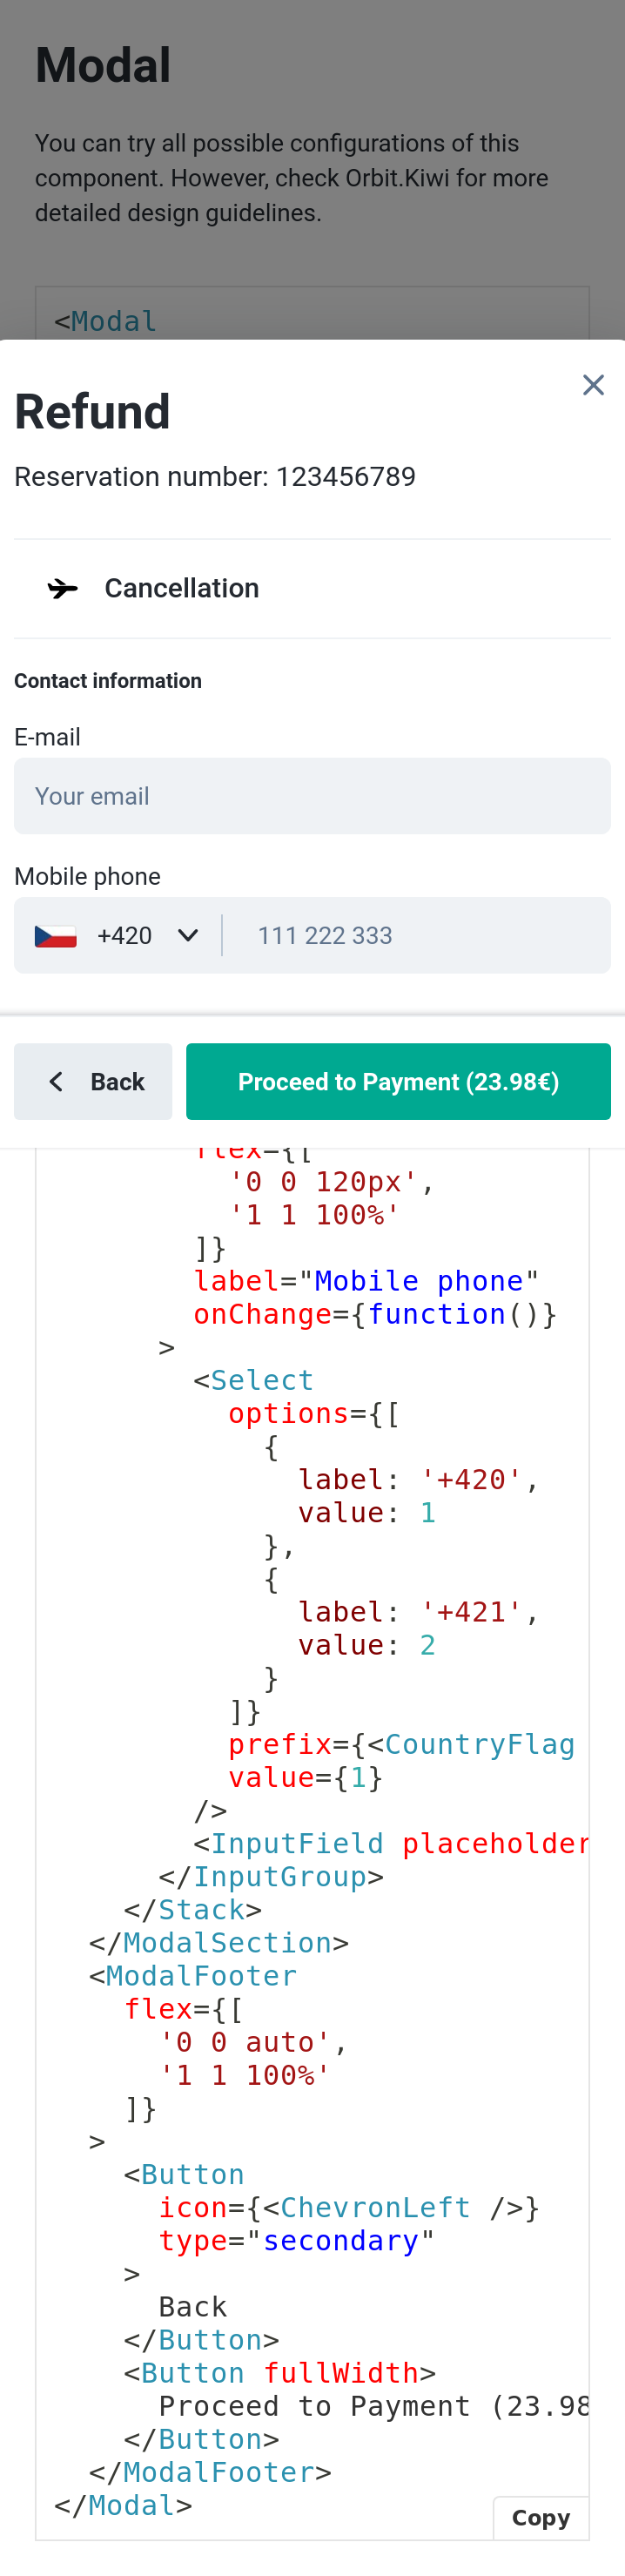 Modal
You can try all possible configurations of this
component. However, check Orbit.Kiwi for more
detailed design guidelines.
<Modal
Refund
Reservation number: 123456789
Cancellation
Contact information
E-mail
Your email
Mobile phone
+420
111 222 333
Back
Proceed to Payment (23.98€)
flex={[
'0 0 120px',
'1 1 100%'
]}
label="Mobile phone"
onChange={function()}
>
<Select
options={[
{
label: '+420',
value: 1
},
{
label: '+421',
value: 2
}
]}
prefix={<CountryFlag
value={1}
/>
<InputField placeholder
</InputGroup>
</Stack>
</ModalSection>
<ModalFooter
flex={[
'0 0 auto',
'1 1 100%'
]}
>
<Button
icon={<ChevronLeft />}
type="secondary"
>
Back
</Button>
<Button fullWidth>
Proceed to Payment (23.98
</Button>
</ModalFooter>
</Modal>
Copy